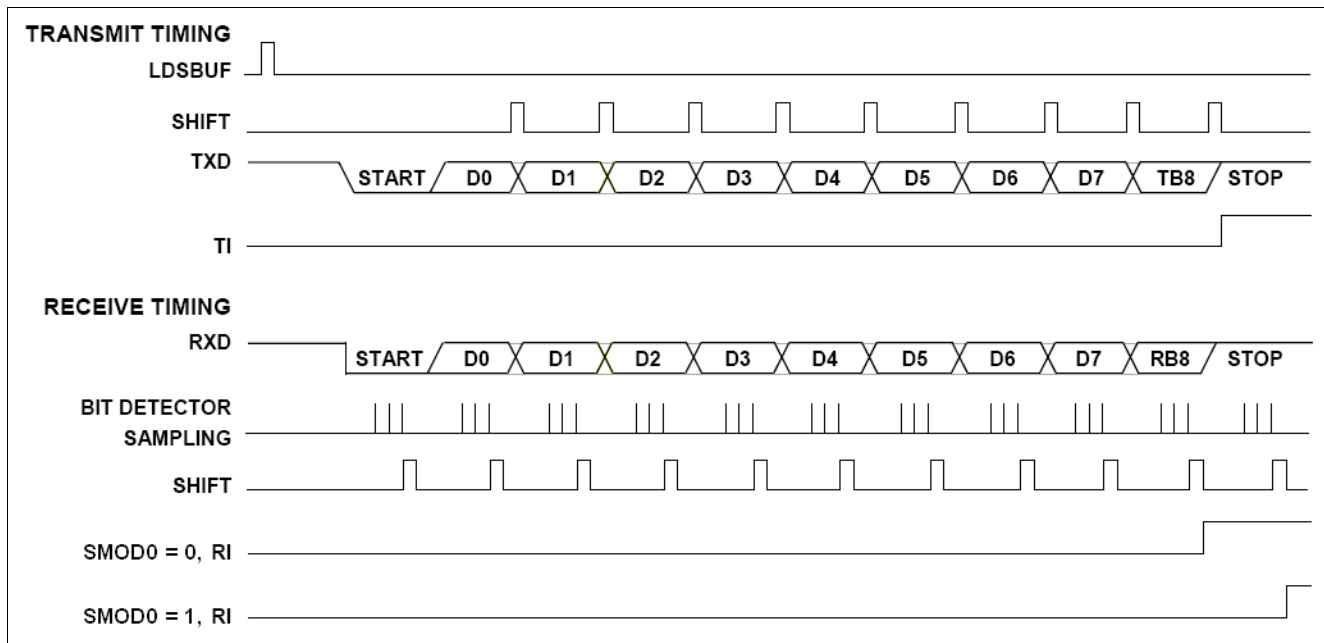 TRANSMIT TIMING
LDSBUF
SHIFT
TXD START D0 D1 D2 D3 D4 D5 D6 D7 TB8 STOP
TI
RECEIVE TIMING
RXD START D0 D1 D2 D3 D4 D5 D6 D7 RB8 STOP
BIT DETECTOR
SAMPLING
SHIFT
SMOD0 = 0, RI
SMOD0 = 1, RI